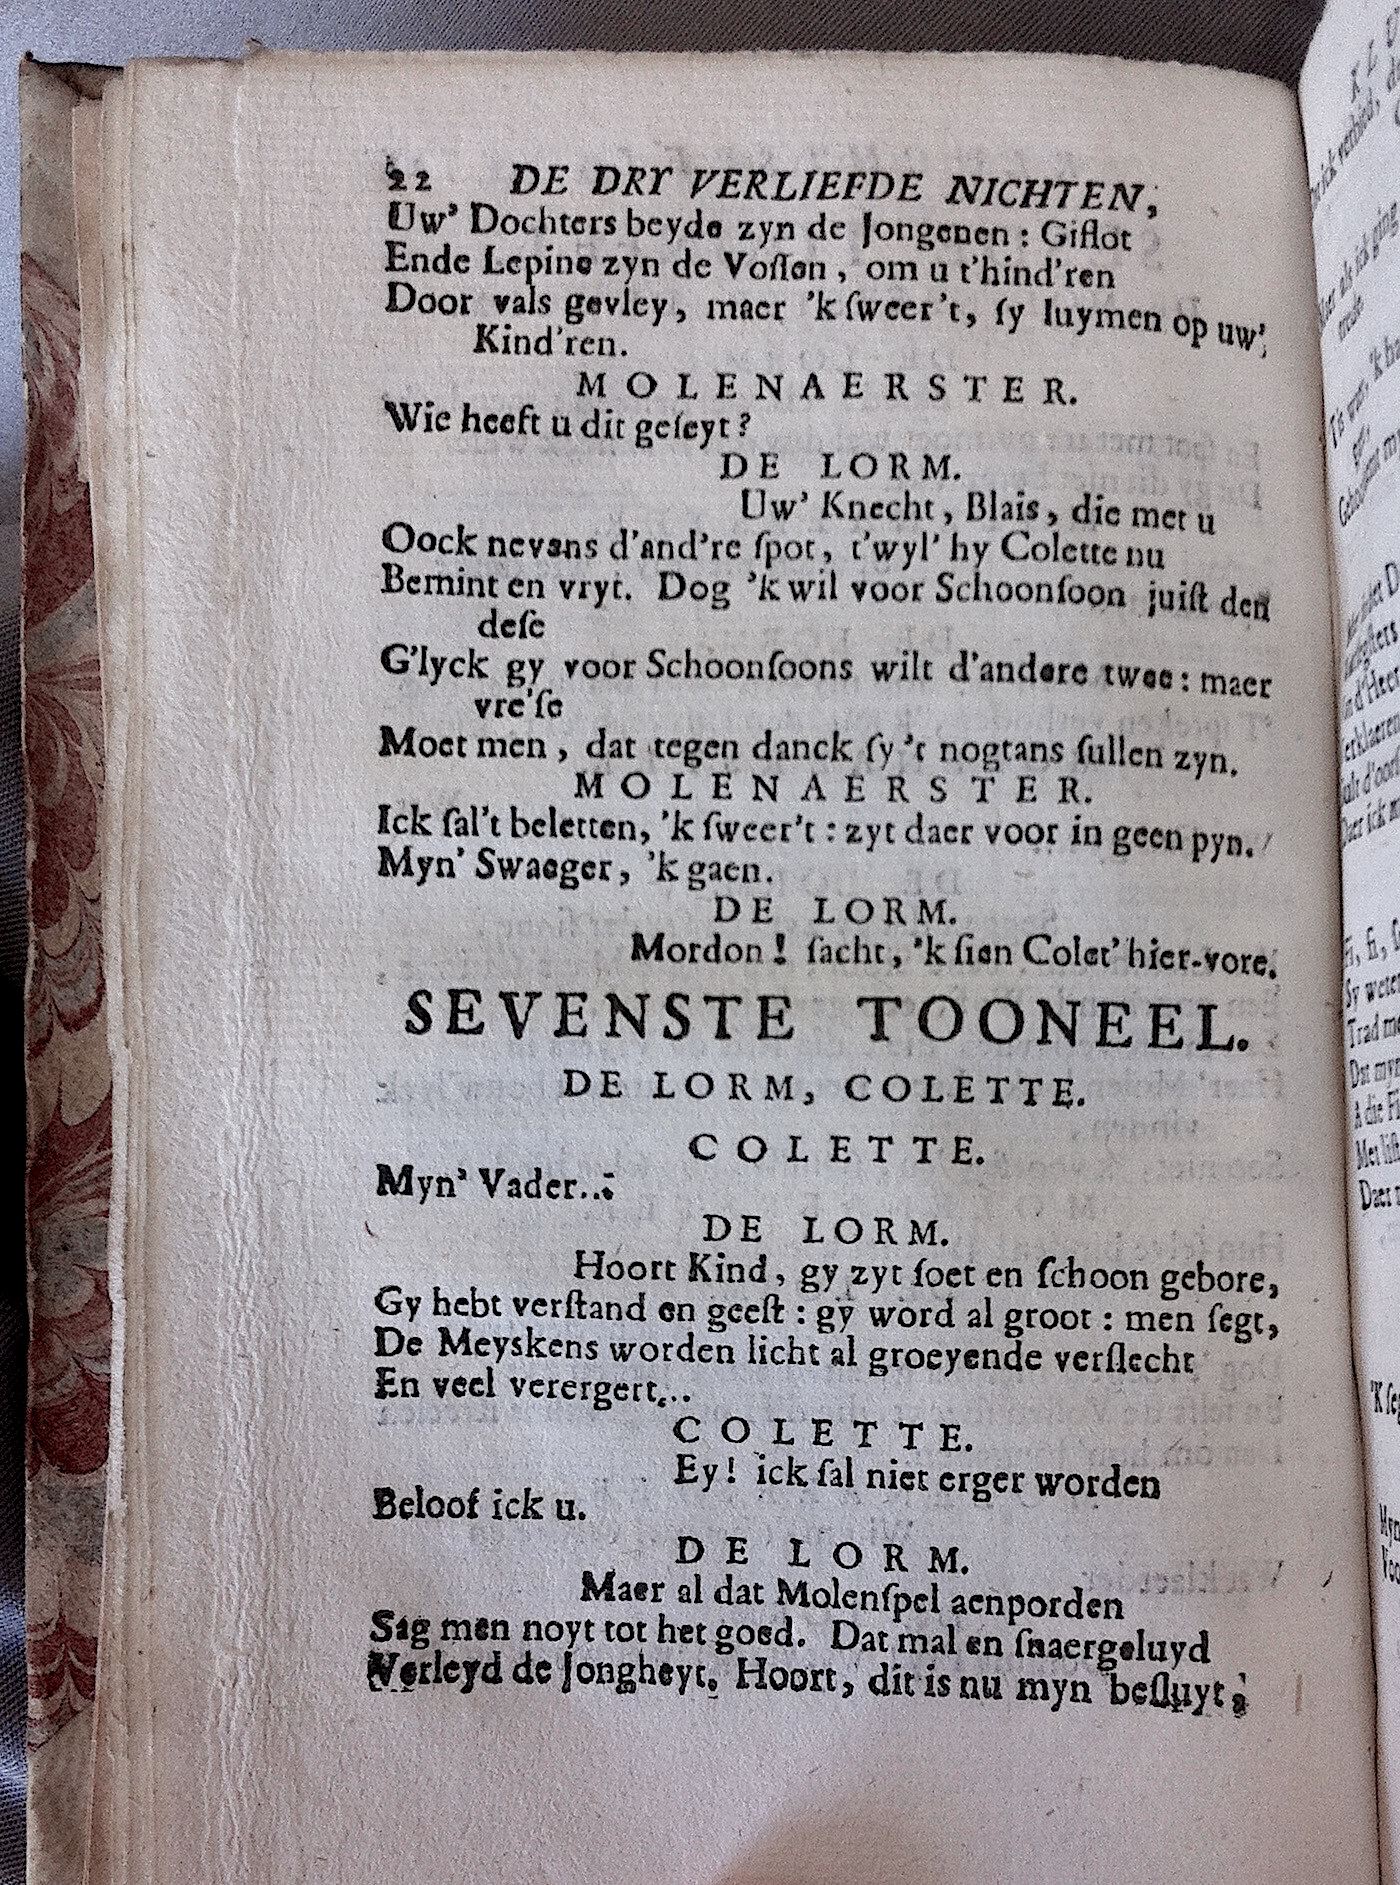 22 DE DRY VERLIEFDE NICHTEN,
Uw' Dochters beyde zyn de Jongenen : Giflot
Ende Lepine zyn de Voſſen, om u t'hind'ren
Door vals gevley, maer 'k ſweer't, ſy luymen op uw'
Kind'ren.
MOLENAERSTER.
Wie heeft u dit geſeyt?
DE LORM.
Uw' Knecht, Blais, die met u
Oock nevans d'and're ſpot, t'wyl' hy Colette nu
Bemint en vryt. Dog 'k wil voor Schoonſoon juiſt den
deſe
G'lyck gy voor Schoonſoons wilt d'andere twee : maer
vre'ſe
Moet men, dat tegen danck ſy 't nogtans ſullen zyn.
MOLENAERSTER.
Ick ſal't beletten, 'k ſweer't : zyt daer voor in geen pyn.
Myn' Swaeger, 'k gaen.
DE LORM.
Mordon! ſacht, 'k ſien Colet' hier-vore.
SEVENSTE TOONEEL.
DE LORM, COLETTE.
COLETTE.
Myn' Vader...
DE LORM.
Hoort Kind, gy zyt ſoet en ſchoon gebore,
Gy hebt verſtand en geeſt : gy word al groot : men ſegt,
De Meyskens worden licht al groeyende verſlecht
En veel verergert...
COLETTE.
Ey! ick ſal niet erger worden
Beloof ick u.
DE LORM.
Maer al dat Molenſpel aenporden
Sag men noyt tot het goed. Dat mal en ſnaergeluyd
Verleyd de Jongheyt. Hoort, dit is nu myn beſluyt,